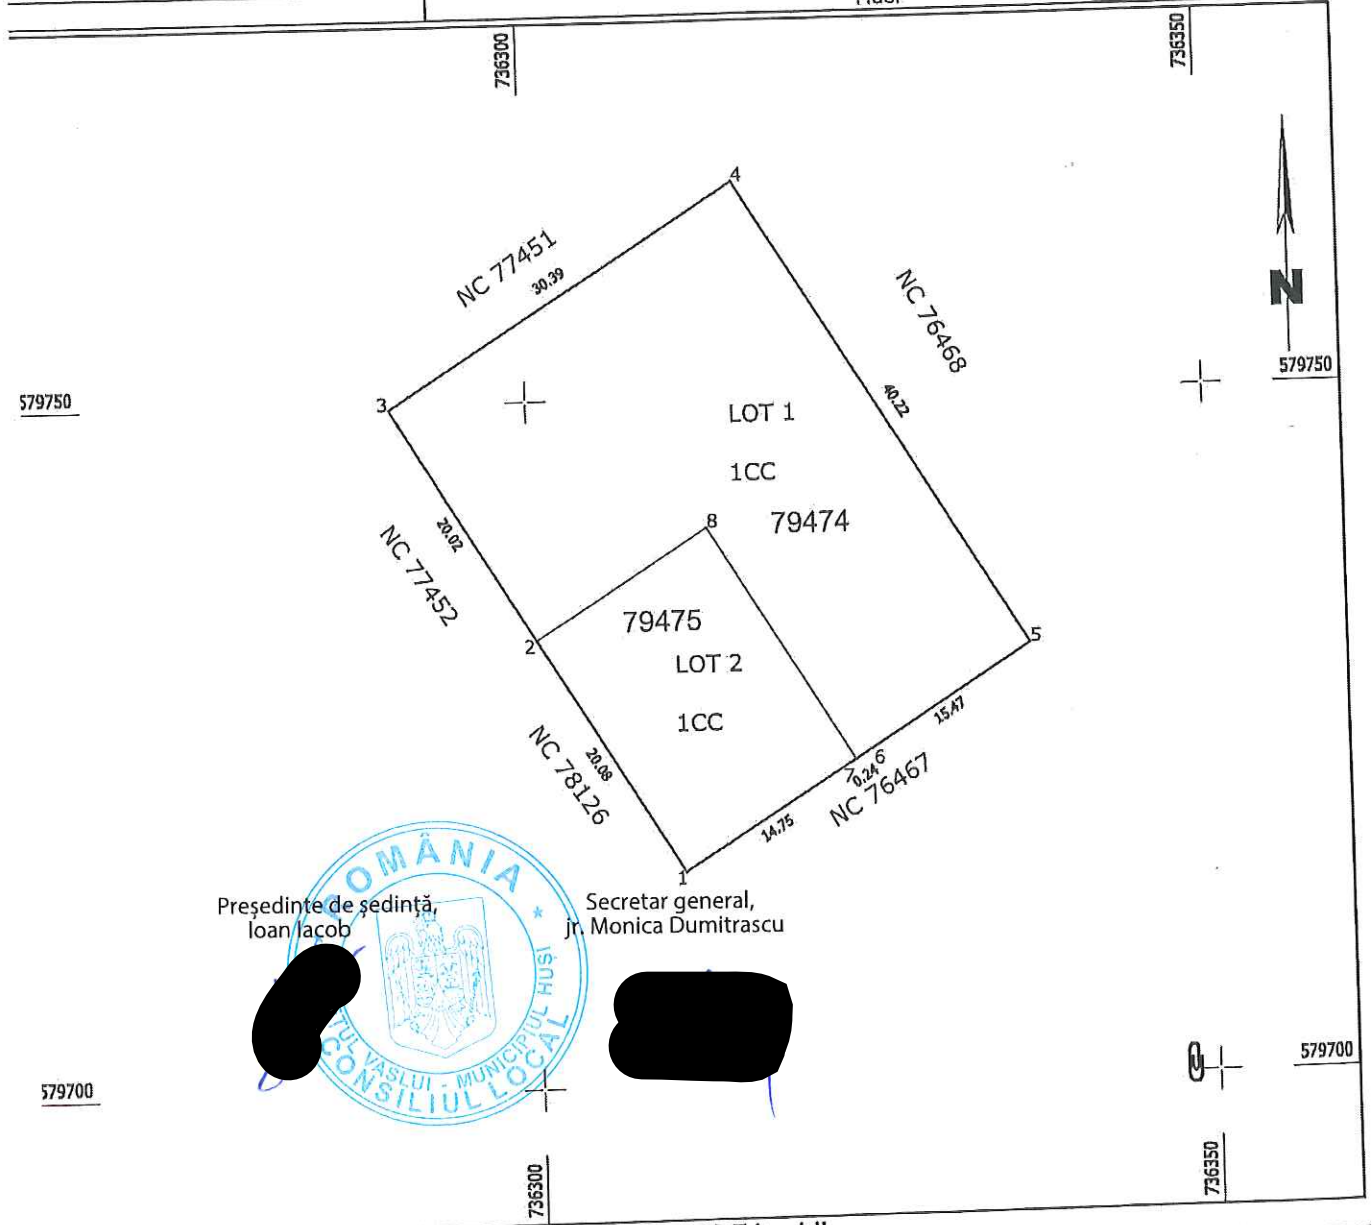 736300
736350
4
NC 77451
30.39
NC 76468
N
579750
579750
3
40.22
LOT 1
1CC
8
79474
20.02
NC 77452
79475
2
LOT 2
5
1CC
15.47
NC 78126
20.08
7
0.24
6
NC 76467
14.75
1
ROMÂNIA *
Președinte de ședință,
Ioan Iacob
Secretar general,
jr. Monica Dumitrascu
TUL VASLUI - MUNICIPIUL HUȘI
CONSILIUL LOCAL
579700
579700
736300
736350